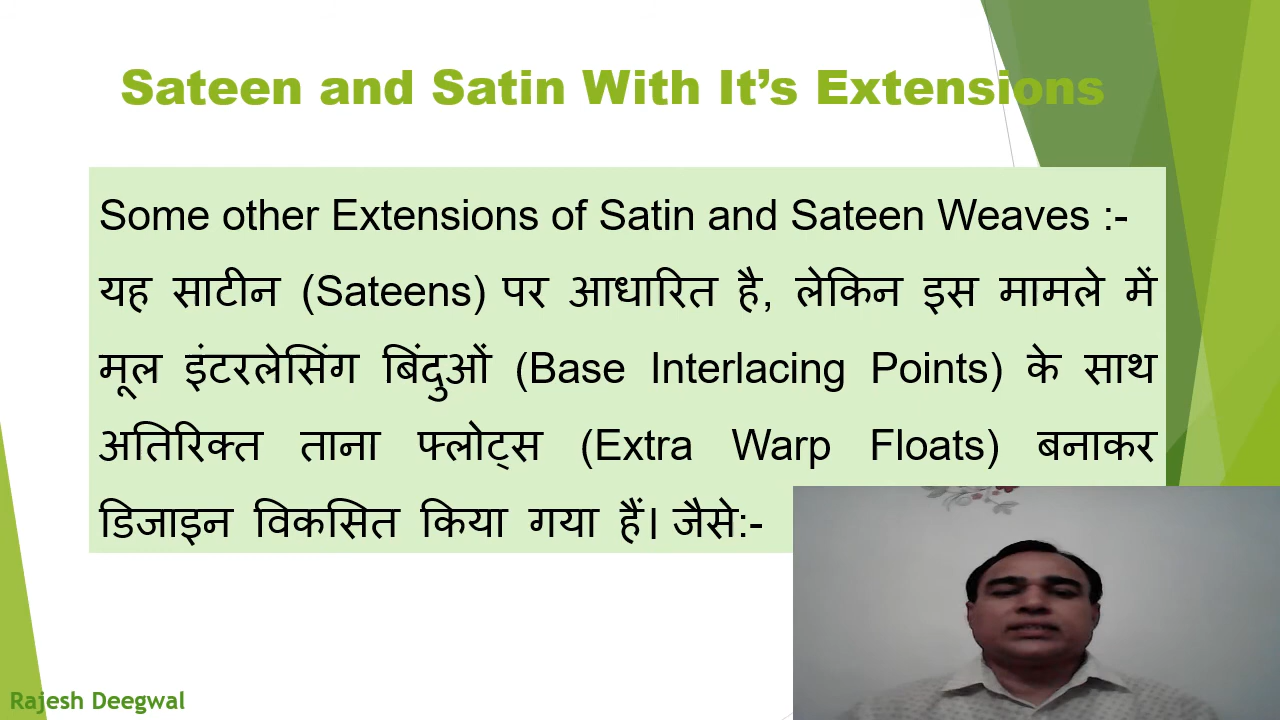 Sateen and Satin With It’s Extensions
Some other Extensions of Satin and Sateen Weaves :-
यह साटीन (Sateens) पर आधारित है, लेकिन इस मामले में
मूल इंटरलेसिंग बिंदुओं (Base Interlacing Points) के साथ
अतिरिक्त ताना फ्लोट्स (Extra Warp Floats) बनाकर
डिजाइन विकसित किया गया हैं। जैसे:-
Rajesh Deegwal